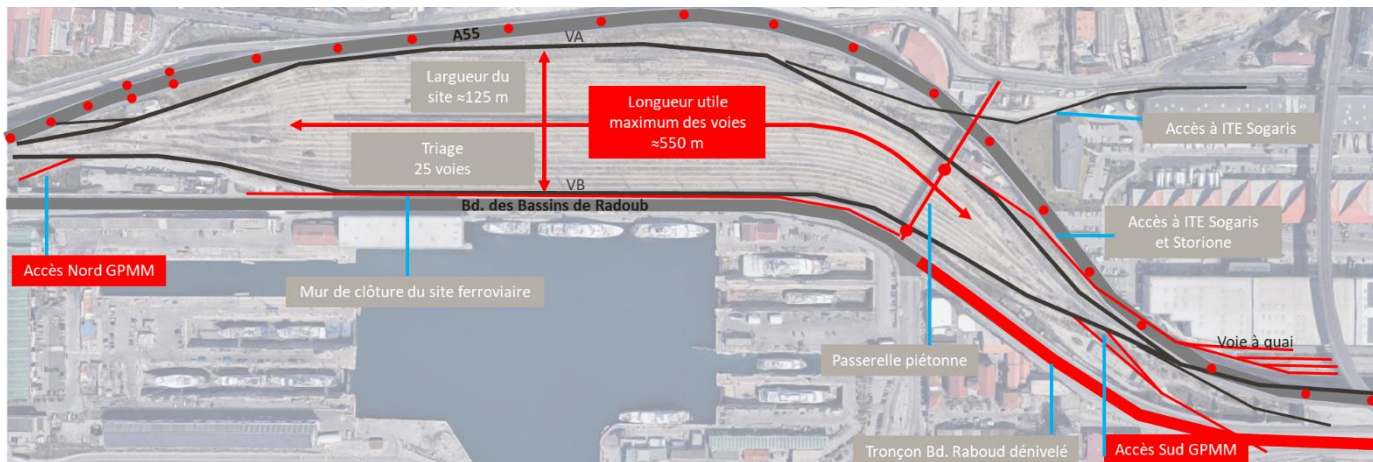 A55
VA
Largueur du
site ≈125 m
Longueur utile
maximum des voies
≈550 m
Accès à ITE Sogaris
Triage
25 voies
VB
Bd. des Bassins de Radoub
Accès à ITE Sogaris
et Storione
Accès Nord GPMM
Mur de clôture du site ferroviaire
Passerelle piétonne
Voie à quai
Tronçon Bd. Raboud dénivelé
Accès Sud GPMM